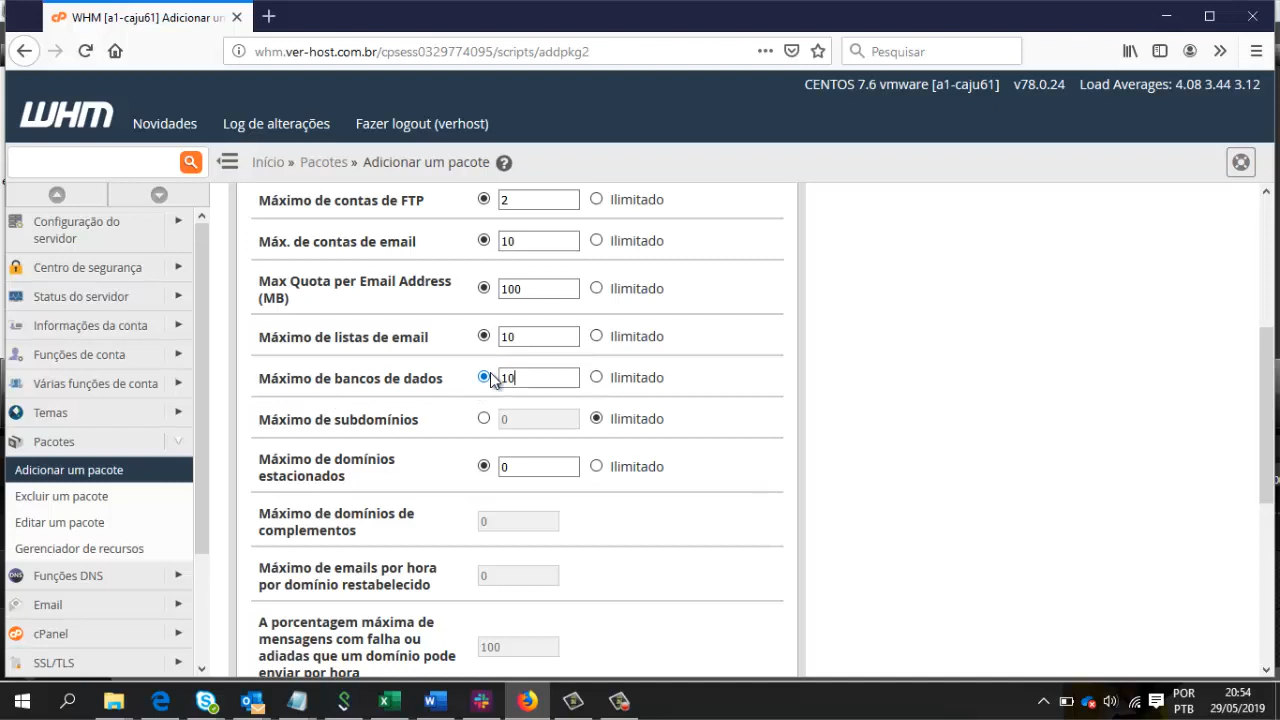 WHM [a1-caju61] Adicionar un
whm.ver-host.com.br/cpsess0329774095/scripts/addpkg2
Pesquisar
CENTOS 7.6 vmware [a1-caju61] v78.0.24 Load Averages: 4.08 3.44 3.12
WHM Novidades Log de alterações Fazer logout (verhost)
Início » Pacotes » Adicionar um pacote
Configuração do
servidor
Centro de segurança
Status do servidor
Informações da conta
Funções de conta
Várias funções de conta
Temas
Pacotes
Adicionar um pacote
Excluir um pacote
Editar um pacote
Gerenciador de recursos
DNS Funções DNS
Email
cPanel
SSL/TLS
Máximo de contas de FTP 2 Ilimitado
Máx. de contas de email 10 Ilimitado
Max Quota per Email Address
(MB) 100 Ilimitado
Máximo de listas de email 10 Ilimitado
Máximo de bancos de dados 10 Ilimitado
Máximo de subdomínios 0 Ilimitado
Máximo de domínios
estacionados 0 Ilimitado
Máximo de domínios de
complementos 0
Máximo de emails por hora
por domínio restabelecido 0
A porcentagem máxima de
mensagens com falha ou
adiadas que um domínio pode
enviar por hora 100
POR
PTB
20:54
29/05/2019